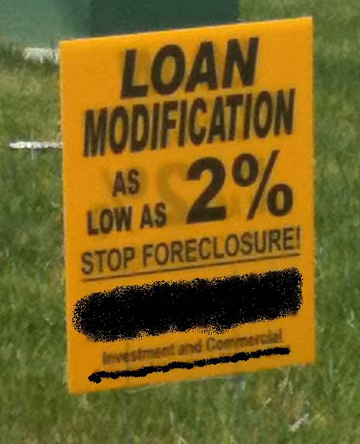 LOAN
MODIFICATION
AS
LOW AS 2%
STOP FORECLOSURE!
Investment and Commercial